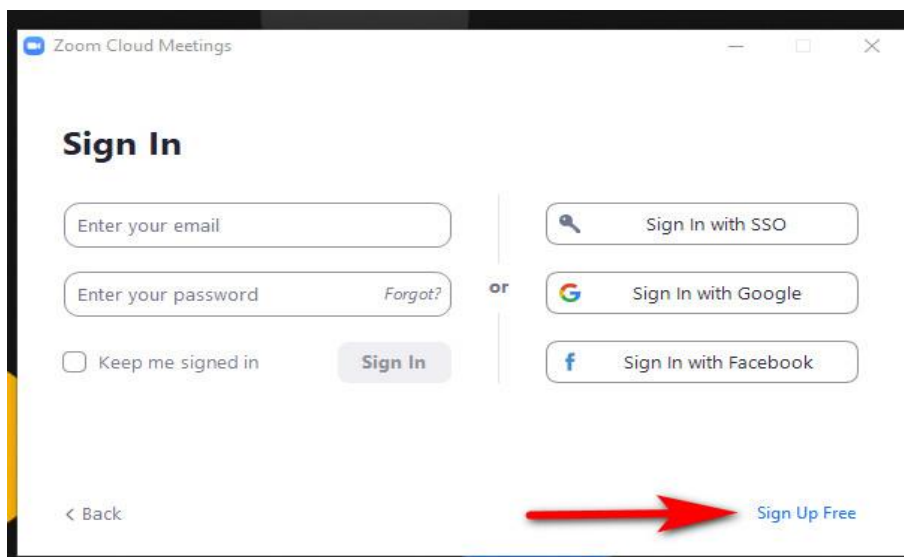 Zoom Cloud Meetings
Sign In
Enter your email
Enter your password Forgot?
Keep me signed in Sign In
or
Sign In with SSO
Sign In with Google
Sign In with Facebook
< Back
Sign Up Free